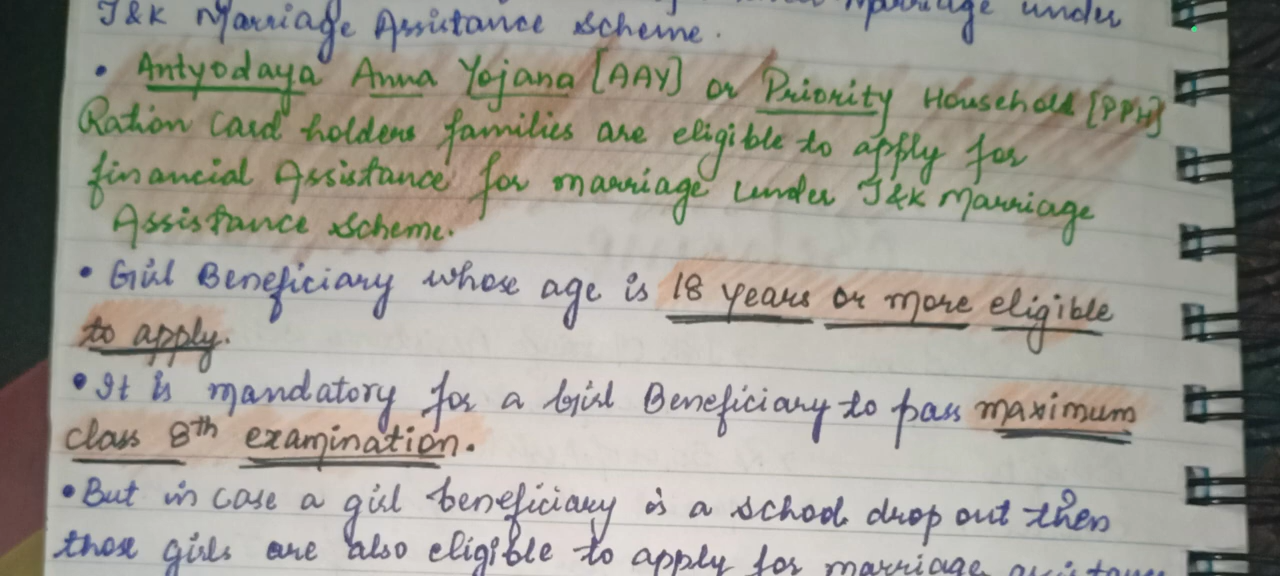 Marriage under
J&K Marriage Assistance Scheme.
• Antyodaya Anna Yojana [AAY] or Priority Household [PPH]
Ration Card holders families are eligible to apply for
financial Assistance for marriage under J&K Marriage
Assistance Scheme.
• Girl Beneficiary whose age is 18 years or more eligible
to apply.
• It is mandatory for a Girl Beneficiary to pass maximum
class 8th examination.
• But in case a girl beneficiary is a school drop out then
those girls are also eligible to apply for marriage assistance